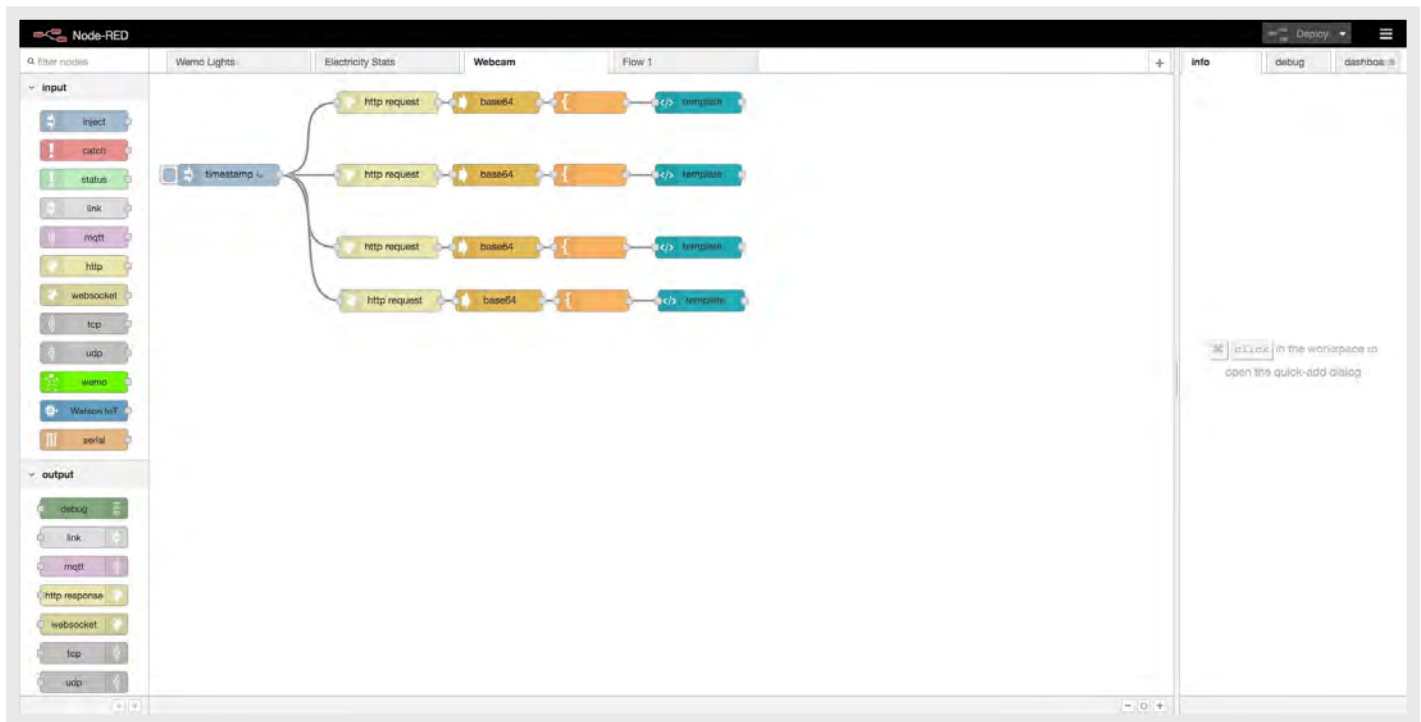 Node-RED
Deploy
filter nodes
Wemo Lights
Electricity Stats
Webcam
Flow 1
+
info
debug
dashboa
input
inject
catch
status
link
mqtt
http
websocket
tcp
udp
wemo
Watson IoT
serial
output
debug
link
mqtt
http response
websocket
tcp
udp
timestamp
http request
base64
{
</> template
http request
base64
{
</> template
http request
base64
{
</> template
http request
base64
{
</> template
⌘ click in the workspace to
open the quick-add dialog
- o +